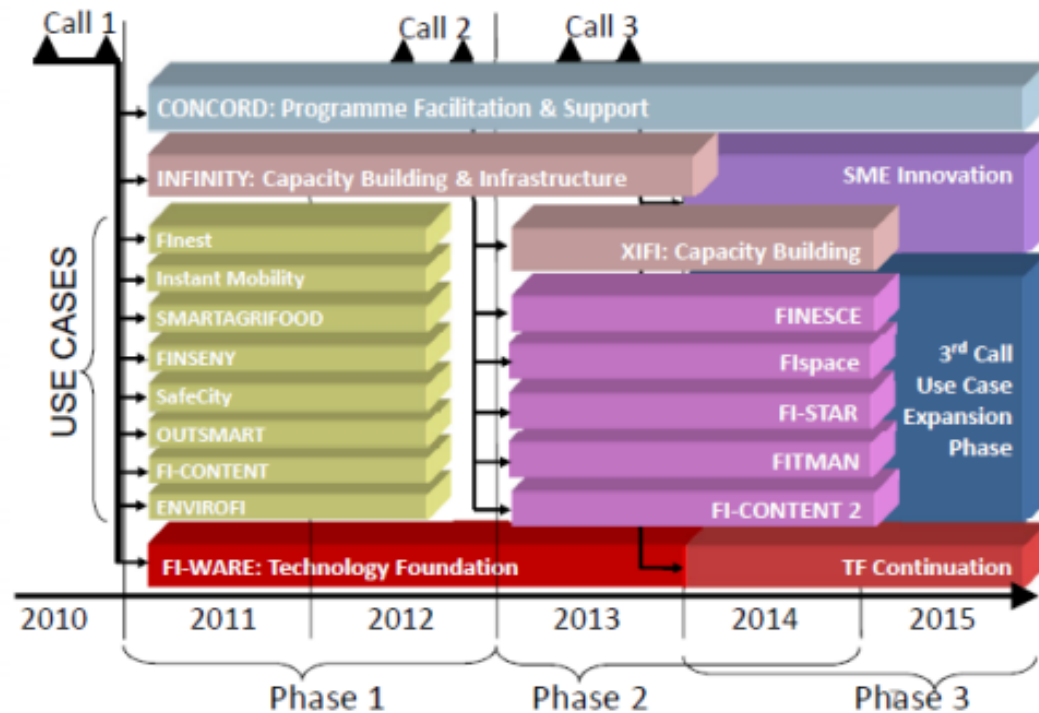 Call 1
Call 2
Call 3
CONCORD: Programme Facilitation & Support
INFINITY: Capacity Building & Infrastructure
SME Innovation
USE CASES
FInest
Instant Mobility
SMARTAGRIFOOD
FINSENY
SafeCity
OUTSMART
FI-CONTENT
ENVIROFI
XIFI: Capacity Building
FINESCE
FIspace
FI-STAR
FITMAN
FI-CONTENT 2
3rd Call
Use Case
Expansion
Phase
FI-WARE: Technology Foundation
TF Continuation
2010
2011
2012
2013
2014
2015
Phase 1
Phase 2
Phase 3